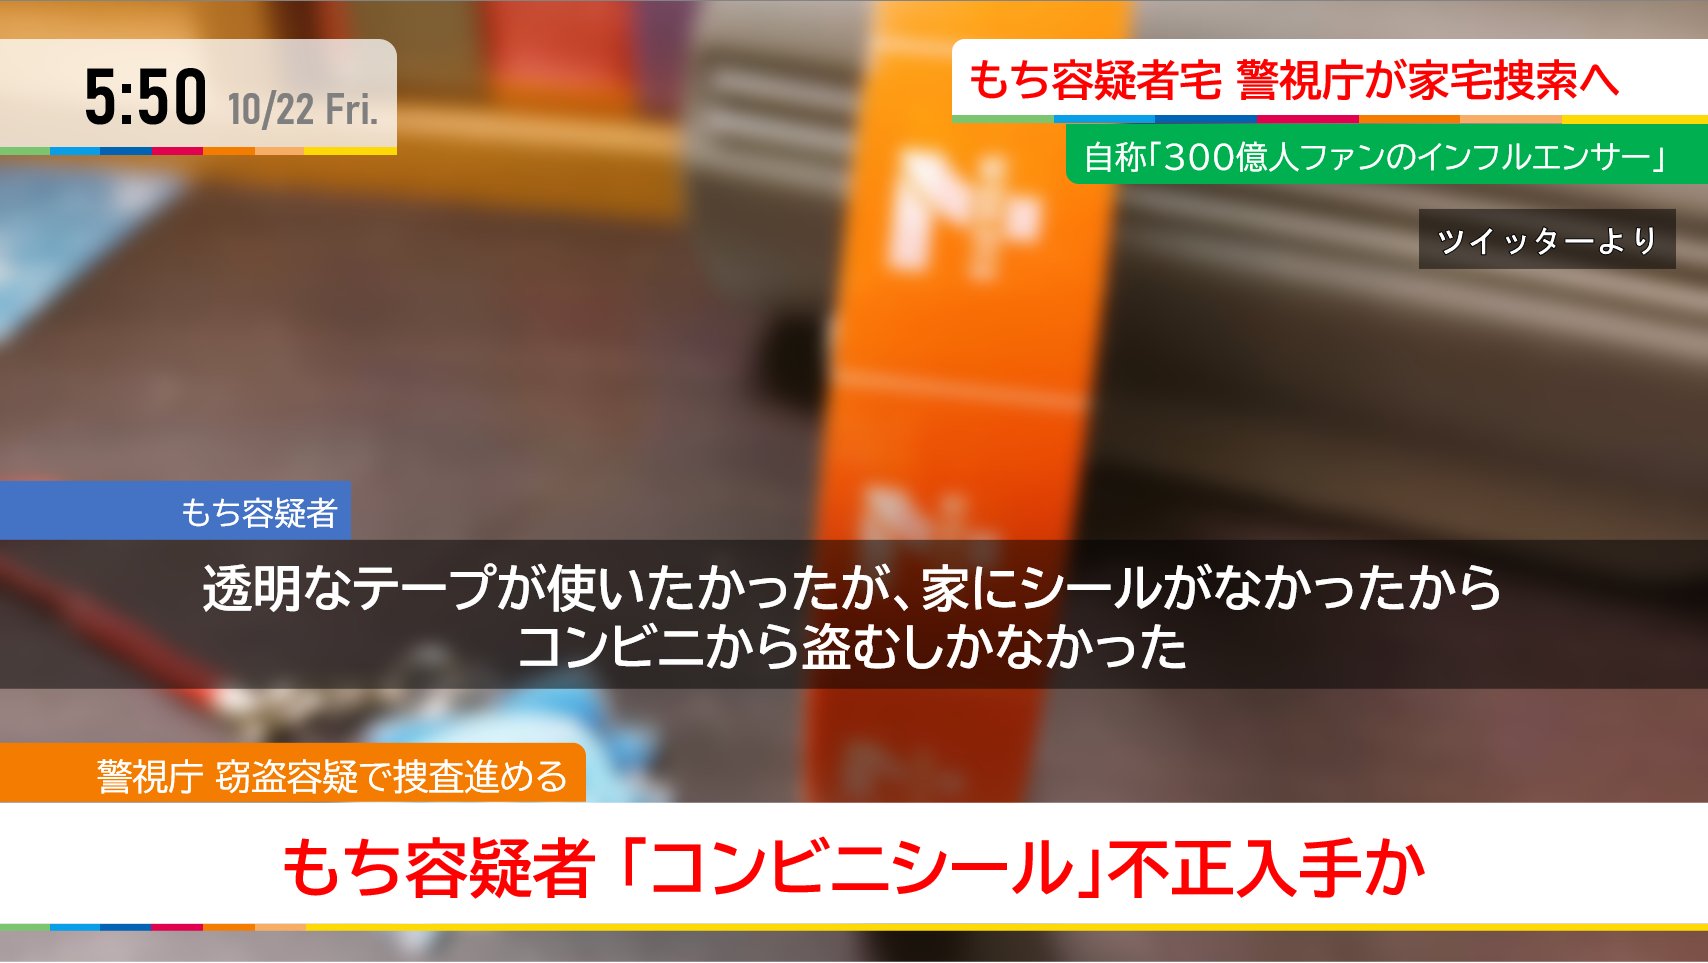 5:50 10/22 Fri.
もち容疑者宅 警視庁が家宅捜索へ
自称「300億人ファンのインフルエンサー」
ツイッターより
もち容疑者
透明なテープが使いたかったが、家にシールがなかったから
コンビニから盗むしかなかった
警視庁 窃盗容疑で捜査進める
もち容疑者「コンビニシール」不正入手か